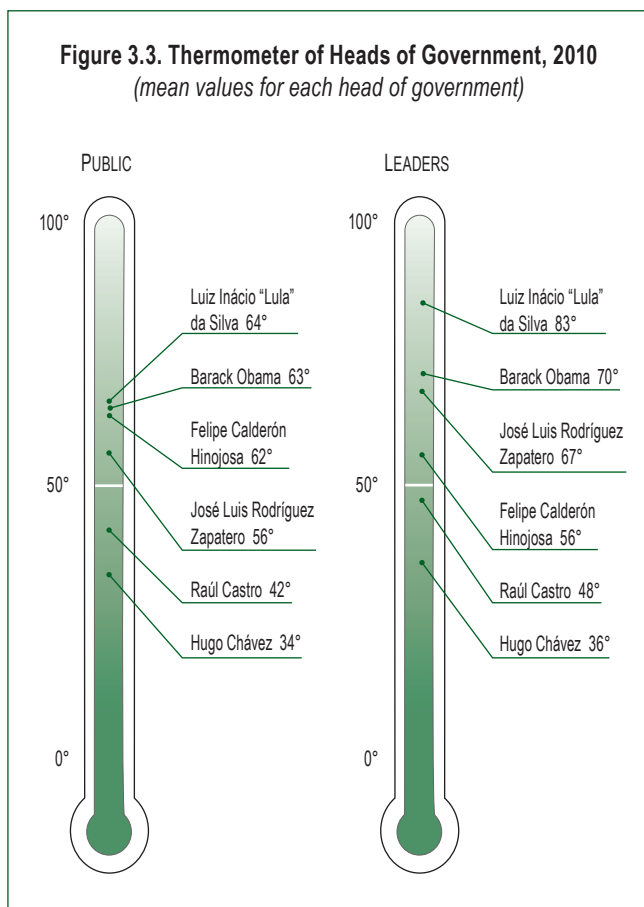 Figure 3.3. Thermometer of Heads of Government, 2010
(mean values for each head of government)
PUBLIC
100°
Luiz Inácio "Lula"
da Silva 64°
Barack Obama 63°
Felipe Calderón
Hinojosa 62°
50°
José Luis Rodríguez
Zapatero 56°
Raúl Castro 42°
Hugo Chávez 34°
0°
LEADERS
100°
Luiz Inácio "Lula"
da Silva 83°
Barack Obama 70°
José Luis Rodríguez
Zapatero 67°
50°
Felipe Calderón
Hinojosa 56°
Raúl Castro 48°
Hugo Chávez 36°
0°